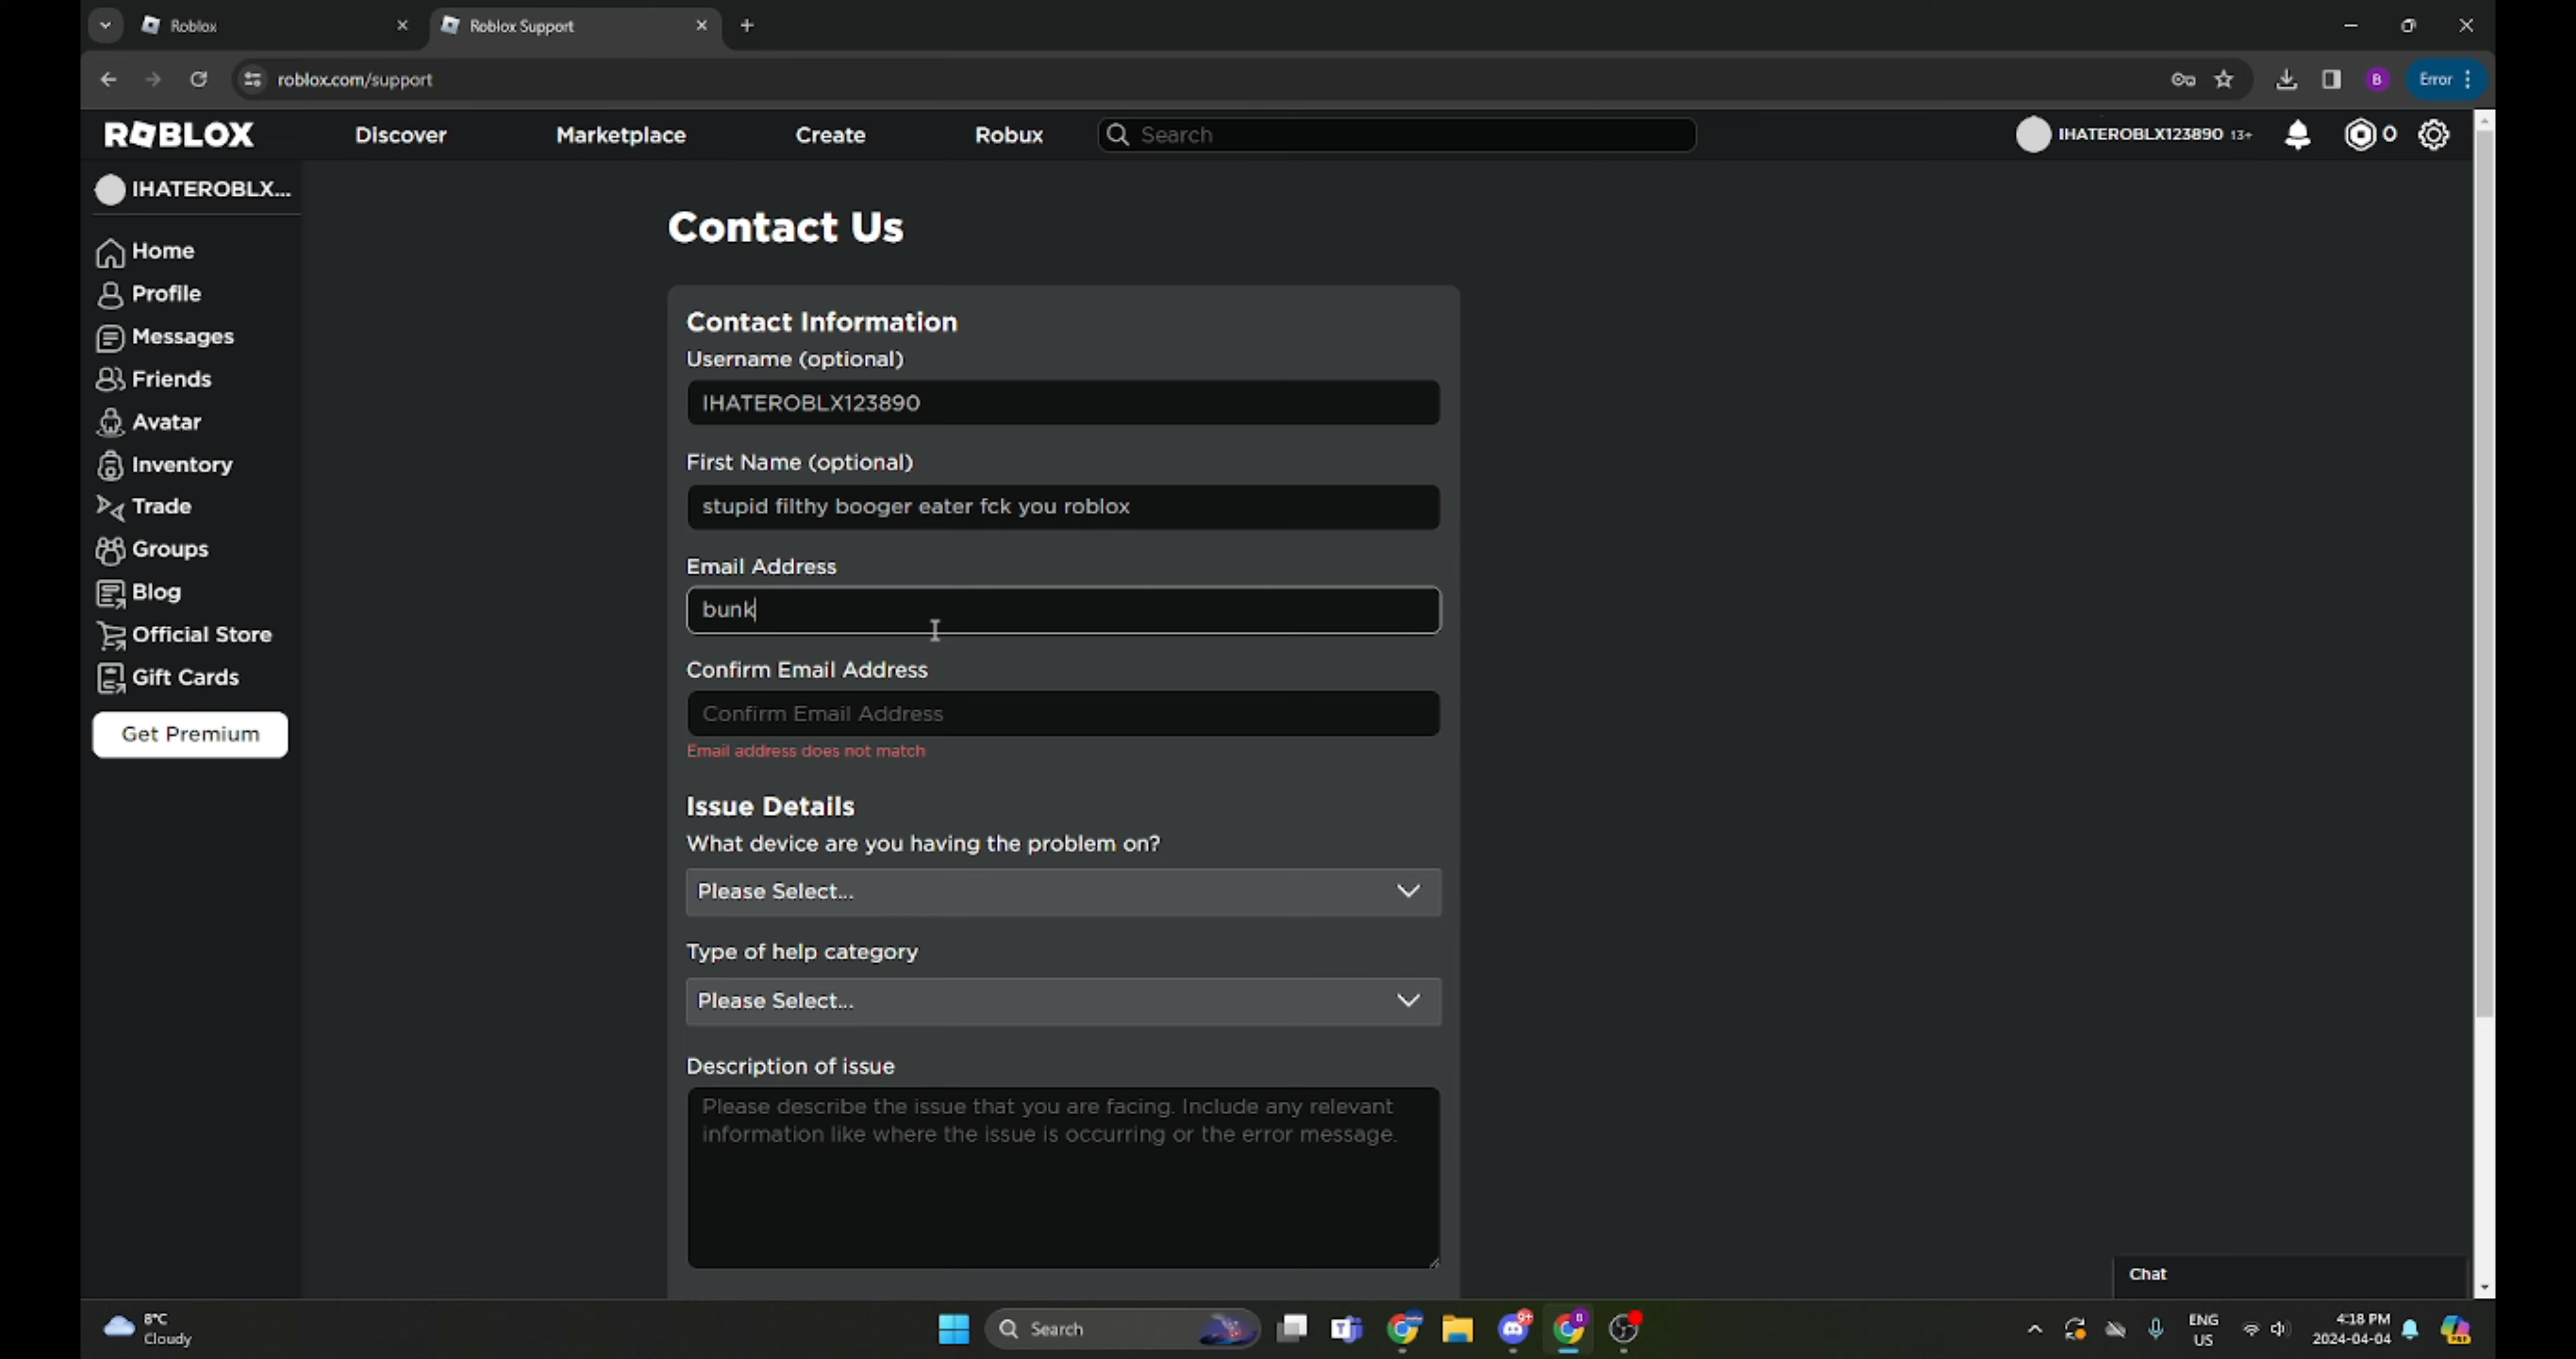 Roblox
Roblox Support
roblox.com/support
B
Error
ROBLOX
Discover
Marketplace
Create
Robux
Search
IHATEROBLX123890 13+
0
IHATEROBLX...
Home
Profile
Messages
Friends
Avatar
Inventory
Trade
Groups
Blog
Official Store
Gift Cards
Get Premium
Contact Us
Contact Information
Username (optional)
IHATEROBLX123890
First Name (optional)
stupid filthy booger eater fck you roblox
Email Address
bunk
Confirm Email Address
Confirm Email Address
Email address does not match
Issue Details
What device are you having the problem on?
Please Select...
Type of help category
Please Select...
Description of issue
Please describe the issue that you are facing. Include any relevant
information like where the issue is occurring or the error message.
Chat
8°C
Cloudy
Search
9+
ENG
US
4:18 PM
2024-04-04